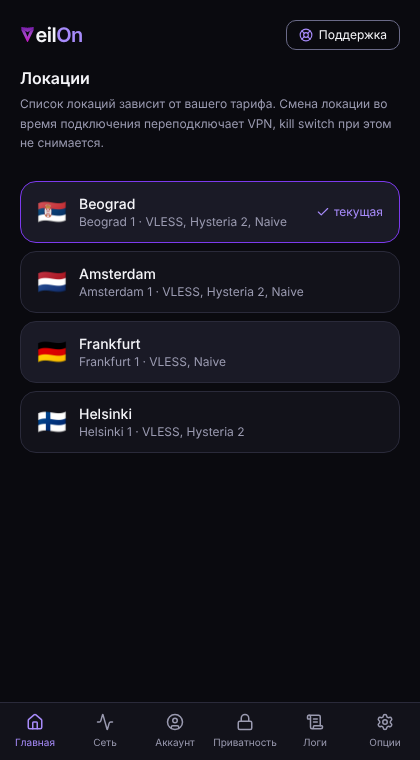 VeilOn
Поддержка
Локации
Список локаций зависит от вашего тарифа. Смена локации во
время подключения переподключает VPN, kill switch при этом
не снимается.
Beograd
Beograd 1 · VLESS, Hysteria 2, Naive
текущая
Amsterdam
Amsterdam 1 · VLESS, Hysteria 2, Naive
Frankfurt
Frankfurt 1 · VLESS, Naive
Helsinki
Helsinki 1 · VLESS, Hysteria 2
Главная
Сеть
Аккаунт
Приватность
Логи
Опции